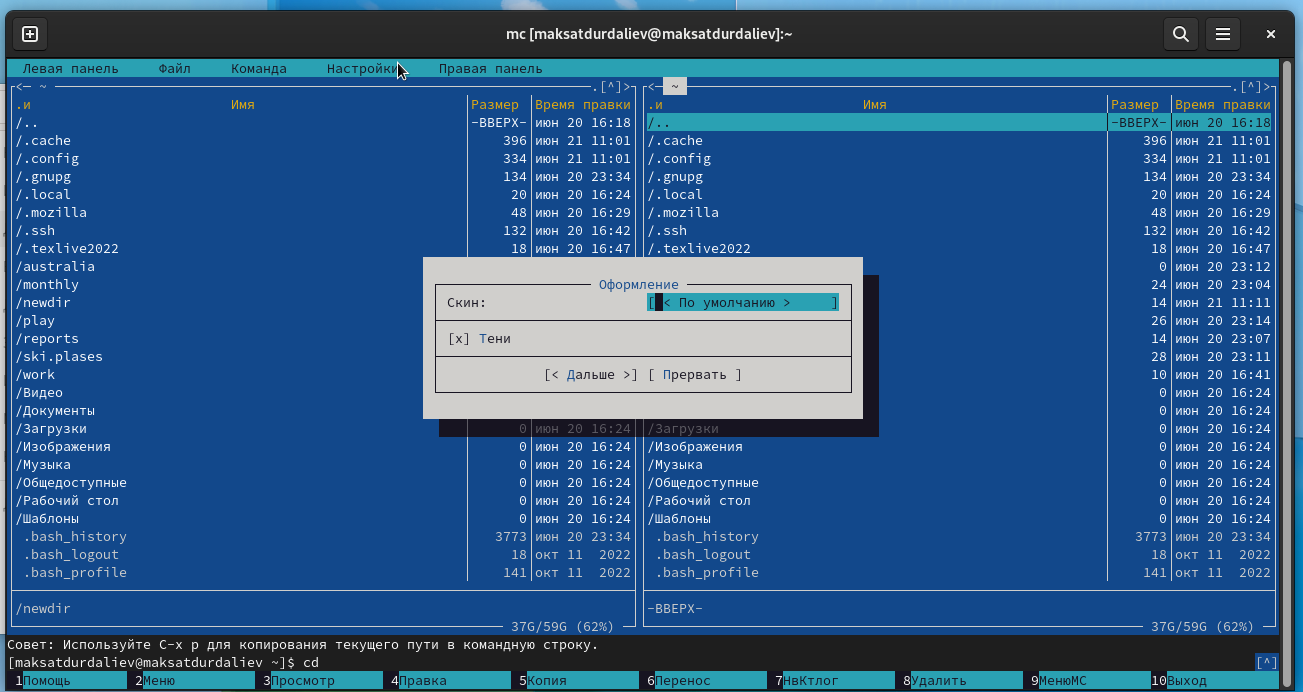 mc [maksatdurdaliev@maksatdurdaliev]:~
Левая панель Файл Команда Настройки Правая панель
<— ~ .[^]> <— ~ .[^]>
.и Имя Размер Время правки .и Имя Размер Время правки
/.. -ВВЕРХ- июн 20 16:18 /.. -ВВЕРХ- июн 20 16:18
/.cache 396 июн 21 11:01 /.cache 396 июн 21 11:01
/.config 334 июн 21 11:01 /.config 334 июн 21 11:01
/.gnupg 134 июн 20 23:34 /.gnupg 134 июн 20 23:34
/.local 20 июн 20 16:24 /.local 20 июн 20 16:24
/.mozilla 48 июн 20 16:29 /.mozilla 48 июн 20 16:29
/.ssh 132 июн 20 16:42 /.ssh 132 июн 20 16:42
/.texlive2022 18 июн 20 16:47 /.texlive2022 18 июн 20 16:47
/australia 0 июн 20 23:12
/monthly Оформление 24 июн 20 23:04
/newdir Скин: [ < По умолчанию > ] 14 июн 21 11:11
/play 26 июн 20 23:14
/reports [x] Тени 14 июн 20 23:07
/ski.plases 28 июн 20 23:11
/work [< Дальше >] [ Прервать ] 10 июн 20 16:41
/Видео 0 июн 20 16:24
/Документы 0 июн 20 16:24
/Загрузки 0 июн 20 16:24 /Загрузки 0 июн 20 16:24
/Изображения 0 июн 20 16:24 /Изображения 0 июн 20 16:24
/Музыка 0 июн 20 16:24 /Музыка 0 июн 20 16:24
/Общедоступные 0 июн 20 16:24 /Общедоступные 0 июн 20 16:24
/Рабочий стол 0 июн 20 16:24 /Рабочий стол 0 июн 20 16:24
/Шаблоны 0 июн 20 16:24 /Шаблоны 0 июн 20 16:24
.bash_history 3773 июн 20 23:34 .bash_history 3773 июн 20 23:34
.bash_logout 18 окт 11 2022 .bash_logout 18 окт 11 2022
.bash_profile 141 окт 11 2022 .bash_profile 141 окт 11 2022
/newdir -ВВЕРХ-
37G/59G (62%) 37G/59G (62%)
Совет: Используйте C-x p для копирования текущего пути в командную строку.
[maksatdurdaliev@maksatdurdaliev ~]$ cd [^]
1Помощь 2Меню 3Просмотр 4Правка 5Копия 6Перенос 7НвКтлог 8Удалить 9МенюМС 10Выход